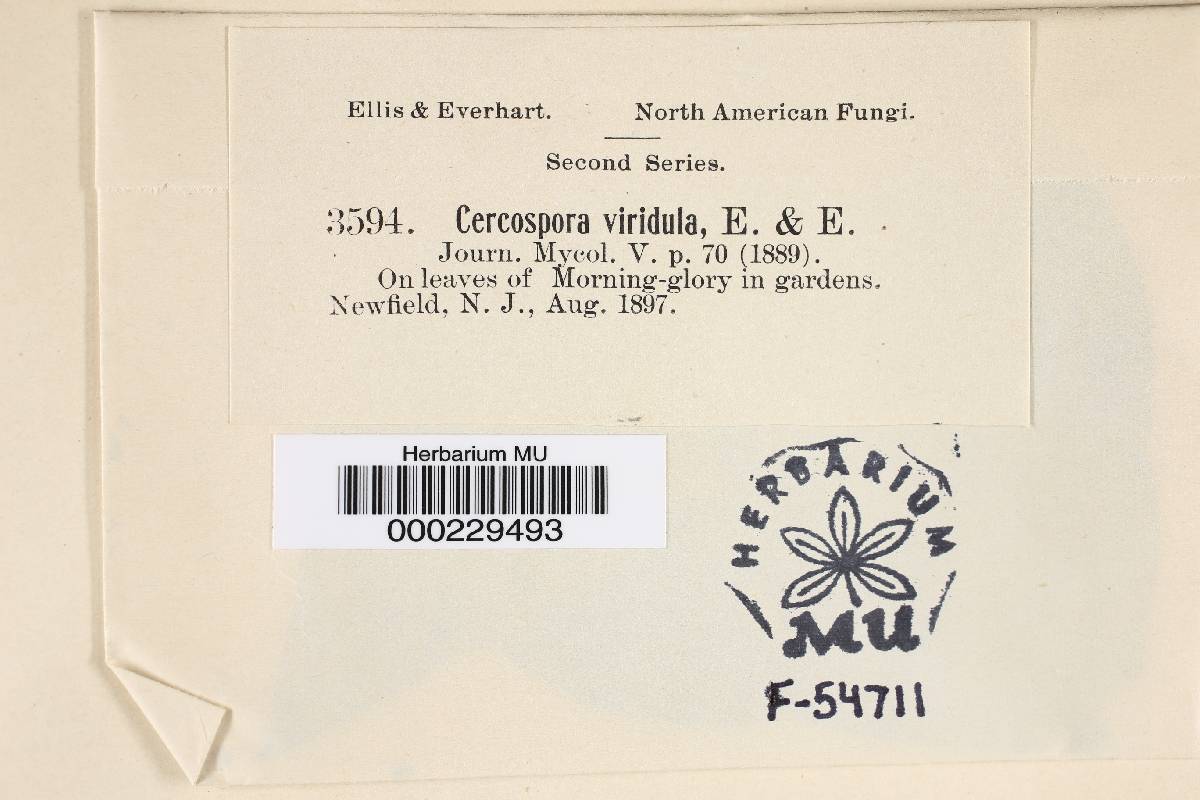 Ellis & Everhart. North American Fungi.
Second Series.
3594. Cercospora viridula, E. & E.
Journ. Mycol. V. p. 70 (1889).
On leaves of Morning-glory in gardens.
Newfield, N. J., Aug. 1897.
Herbarium MU
000229493
HERBARIUM
MU
F-54711